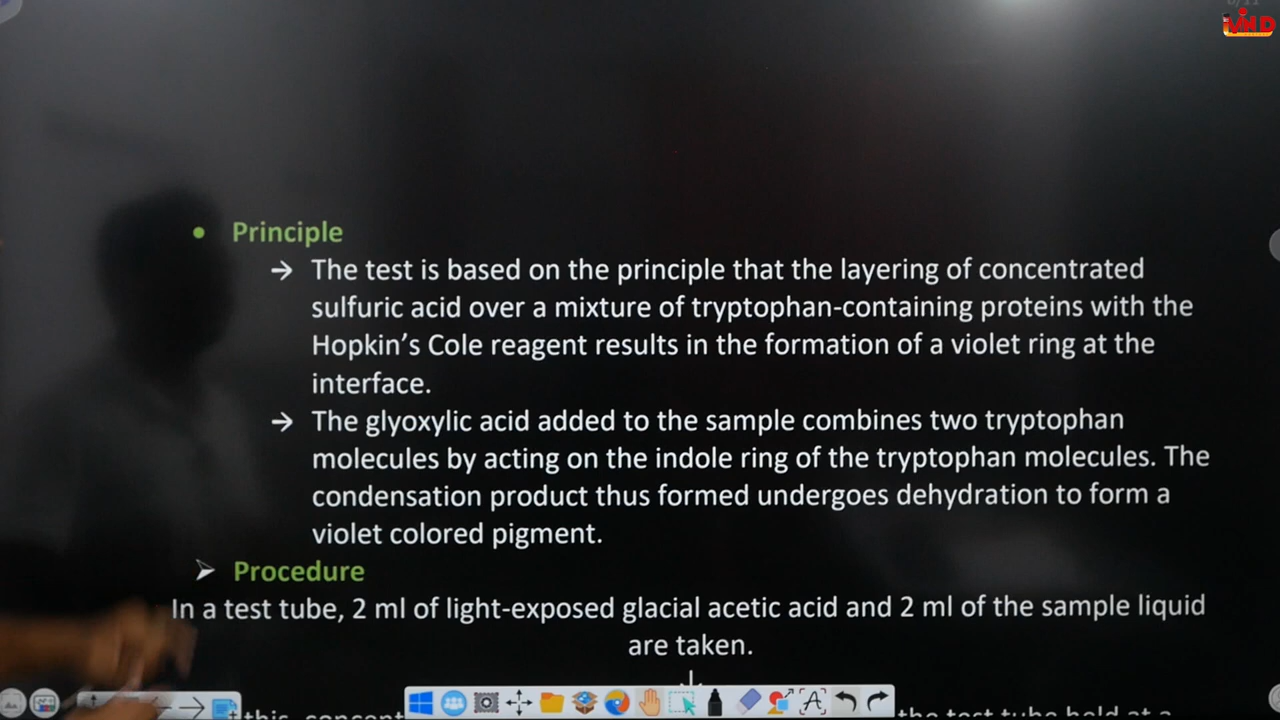 • Principle
→ The test is based on the principle that the layering of concentrated
sulfuric acid over a mixture of tryptophan-containing proteins with the
Hopkin’s Cole reagent results in the formation of a violet ring at the
interface.
→ The glyoxylic acid added to the sample combines two tryptophan
molecules by acting on the indole ring of the tryptophan molecules. The
condensation product thus formed undergoes dehydration to form a
violet colored pigment.
➢ Procedure
In a test tube, 2 ml of light-exposed glacial acetic acid and 2 ml of the sample liquid
are taken.